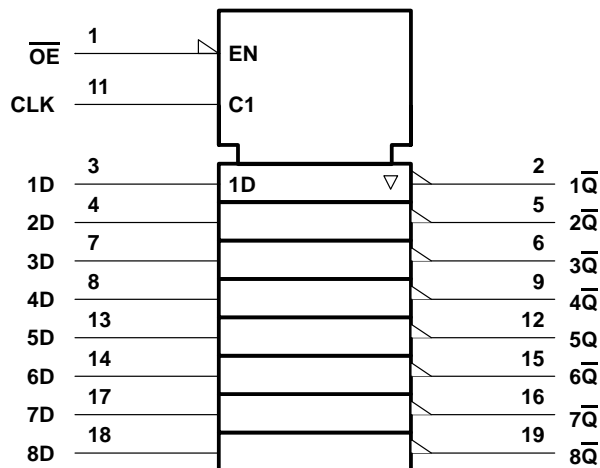 1
O̅E̅ EN
11
CLK C1
3 2
1D 1D 1Q̅
4 5
2D 2Q̅
7 6
3D 3Q̅
8 9
4D 4Q̅
13 12
5D 5Q
14 15
6D 6Q̅
17 16
7D 7Q̅
18 19
8D 8Q̅